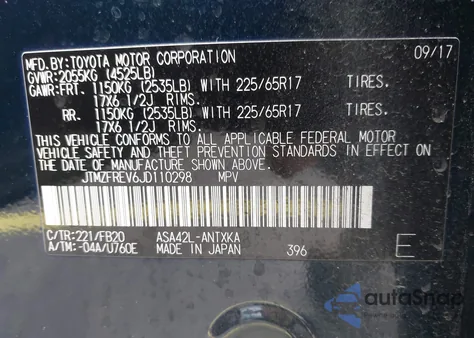 MFD.BY:TOYOTA MOTOR CORPORATION 09/17
GVWR:2055KG (4525LB)
GAWR:FRT. 1150KG (2535LB) WITH 225/65R17 TIRES.
17X6 1/2J RIMS.
RR. 1150KG (2535LB) WITH 225/65R17 TIRES.
17X6 1/2J RIMS.
THIS VEHICLE CONFORMS TO ALL APPLICABLE FEDERAL MOTOR
VEHICLE SAFETY AND THEFT PREVENTION STANDARDS IN EFFECT
ON THE DATE OF MANUFACTURE SHOWN ABOVE.
JTMZFREV6JD110298 MPV
C/TR:221/FB20 ASA42L-ANTXKA
A/TM:-04A/U760E MADE IN JAPAN 396 E
autoSnap